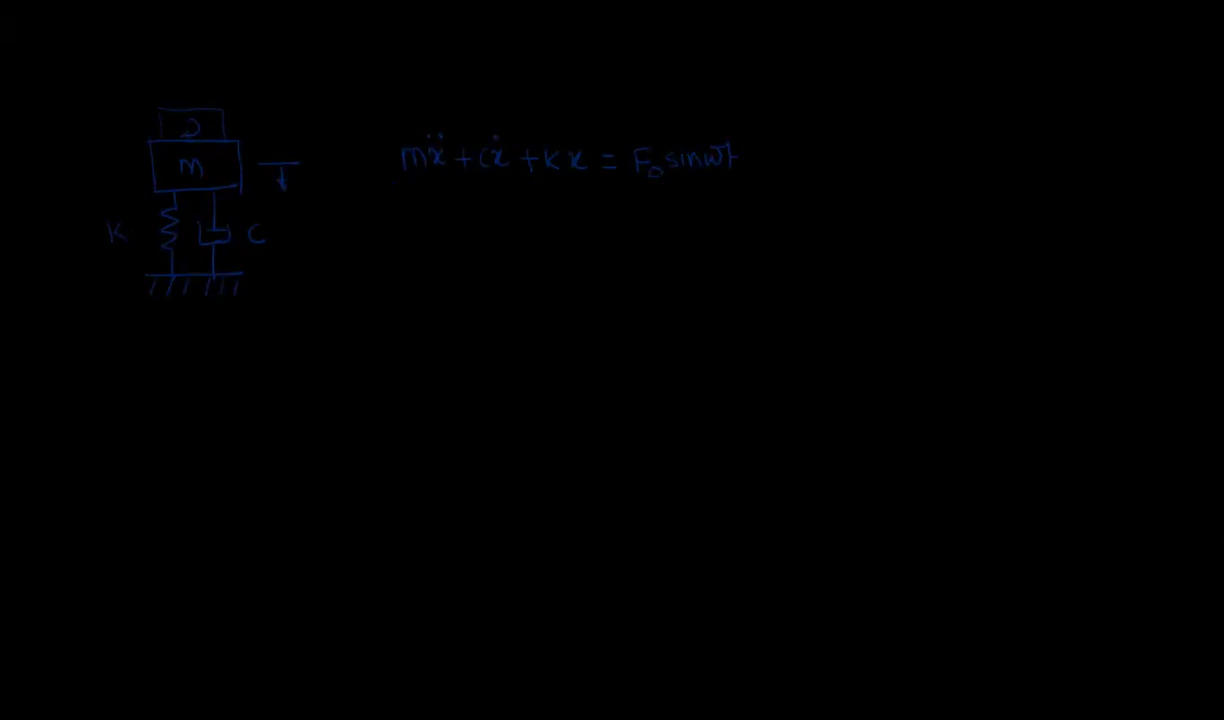 m
mẍ + cẋ + Kx = F₀ sinωt
K
C